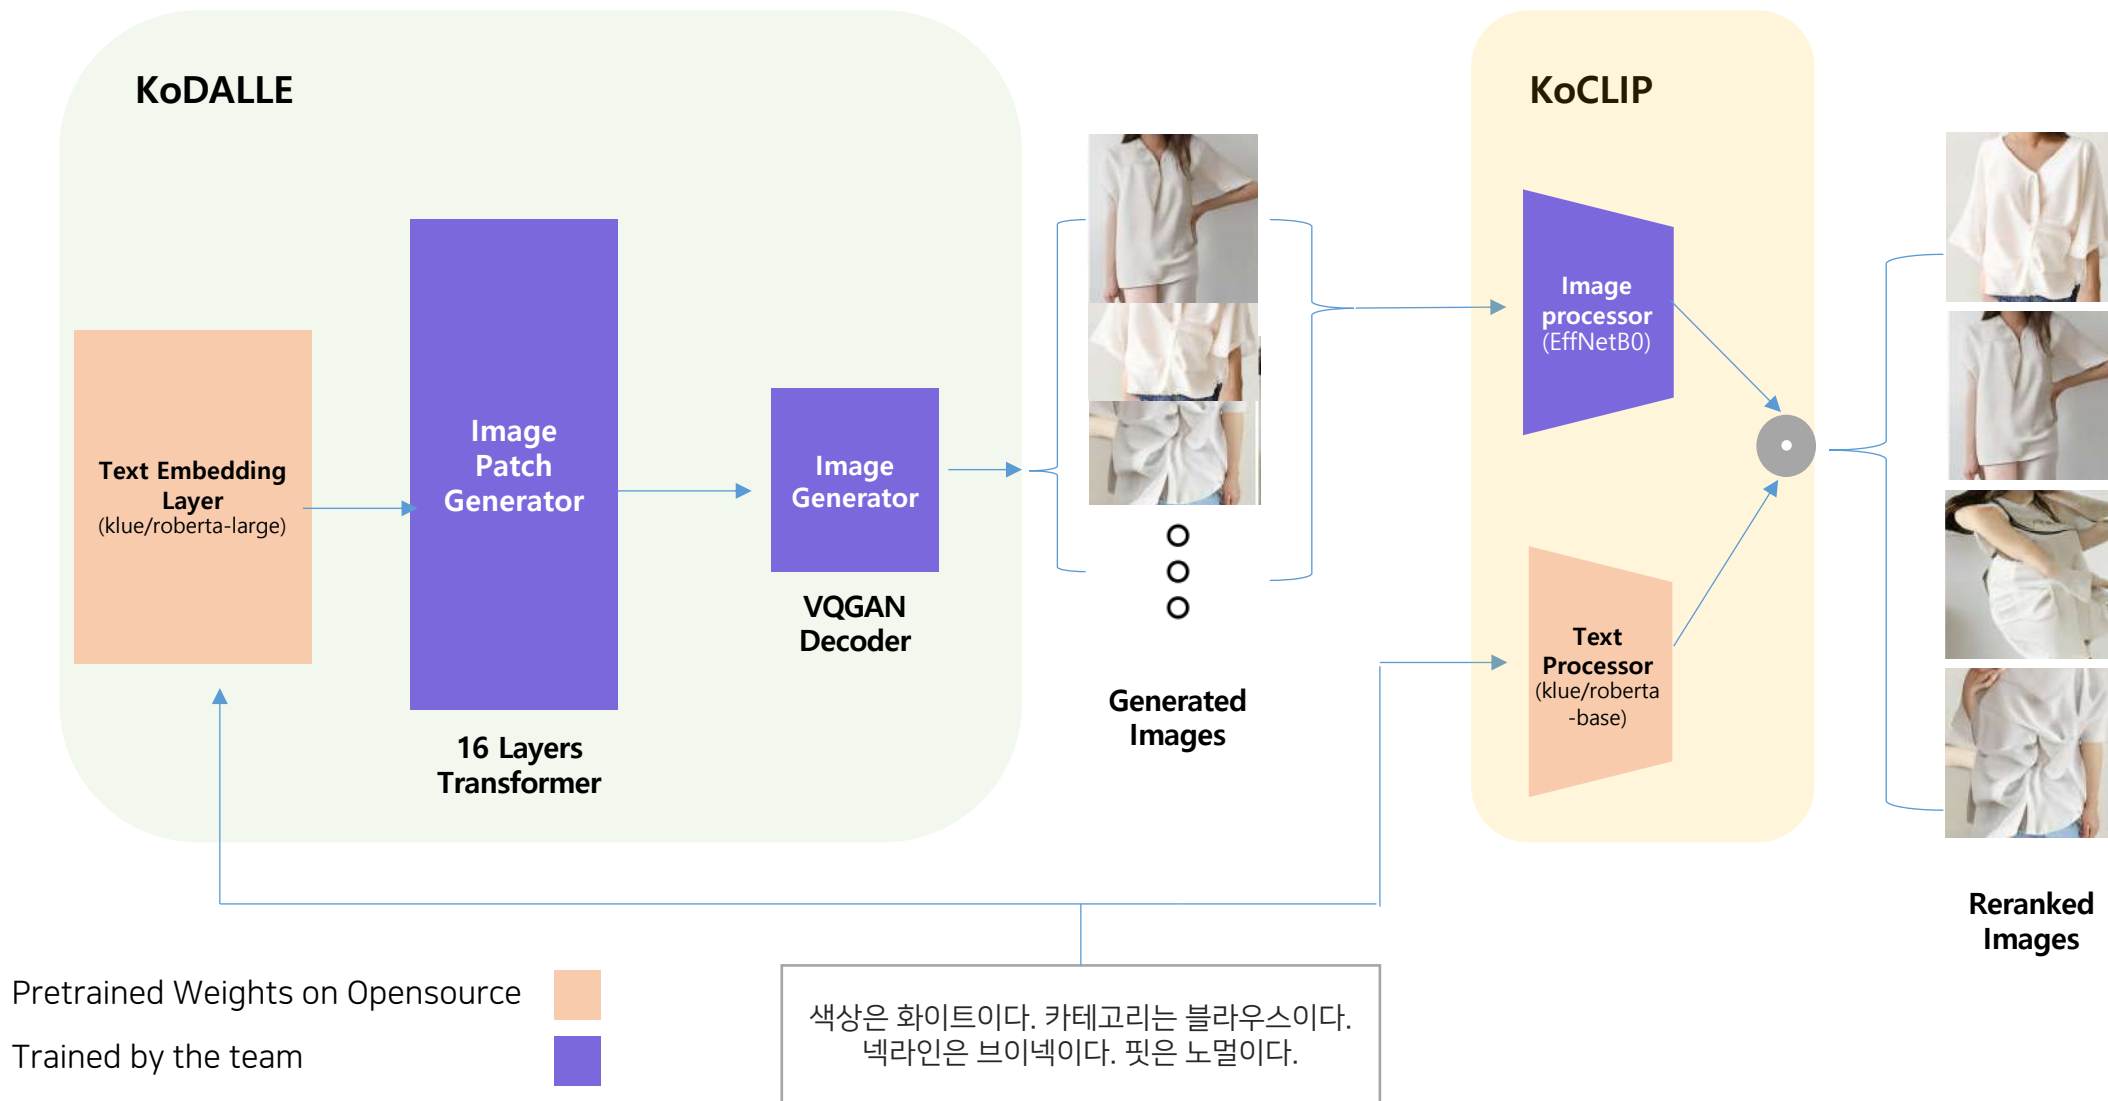 KoDALLE
KoCLIP
Text Embedding
Layer
(klue/roberta-large)
Image
Patch
Generator
16 Layers
Transformer
Image
Generator
VQGAN
Decoder
Generated
Images
Image
processor
(EffNetB0)
Text
Processor
(klue/roberta
-base)
Reranked
Images
Pretrained Weights on Opensource
Trained by the team
색상은 화이트이다. 카테고리는 블라우스이다.
넥라인은 브이넥이다. 핏은 노멀이다.